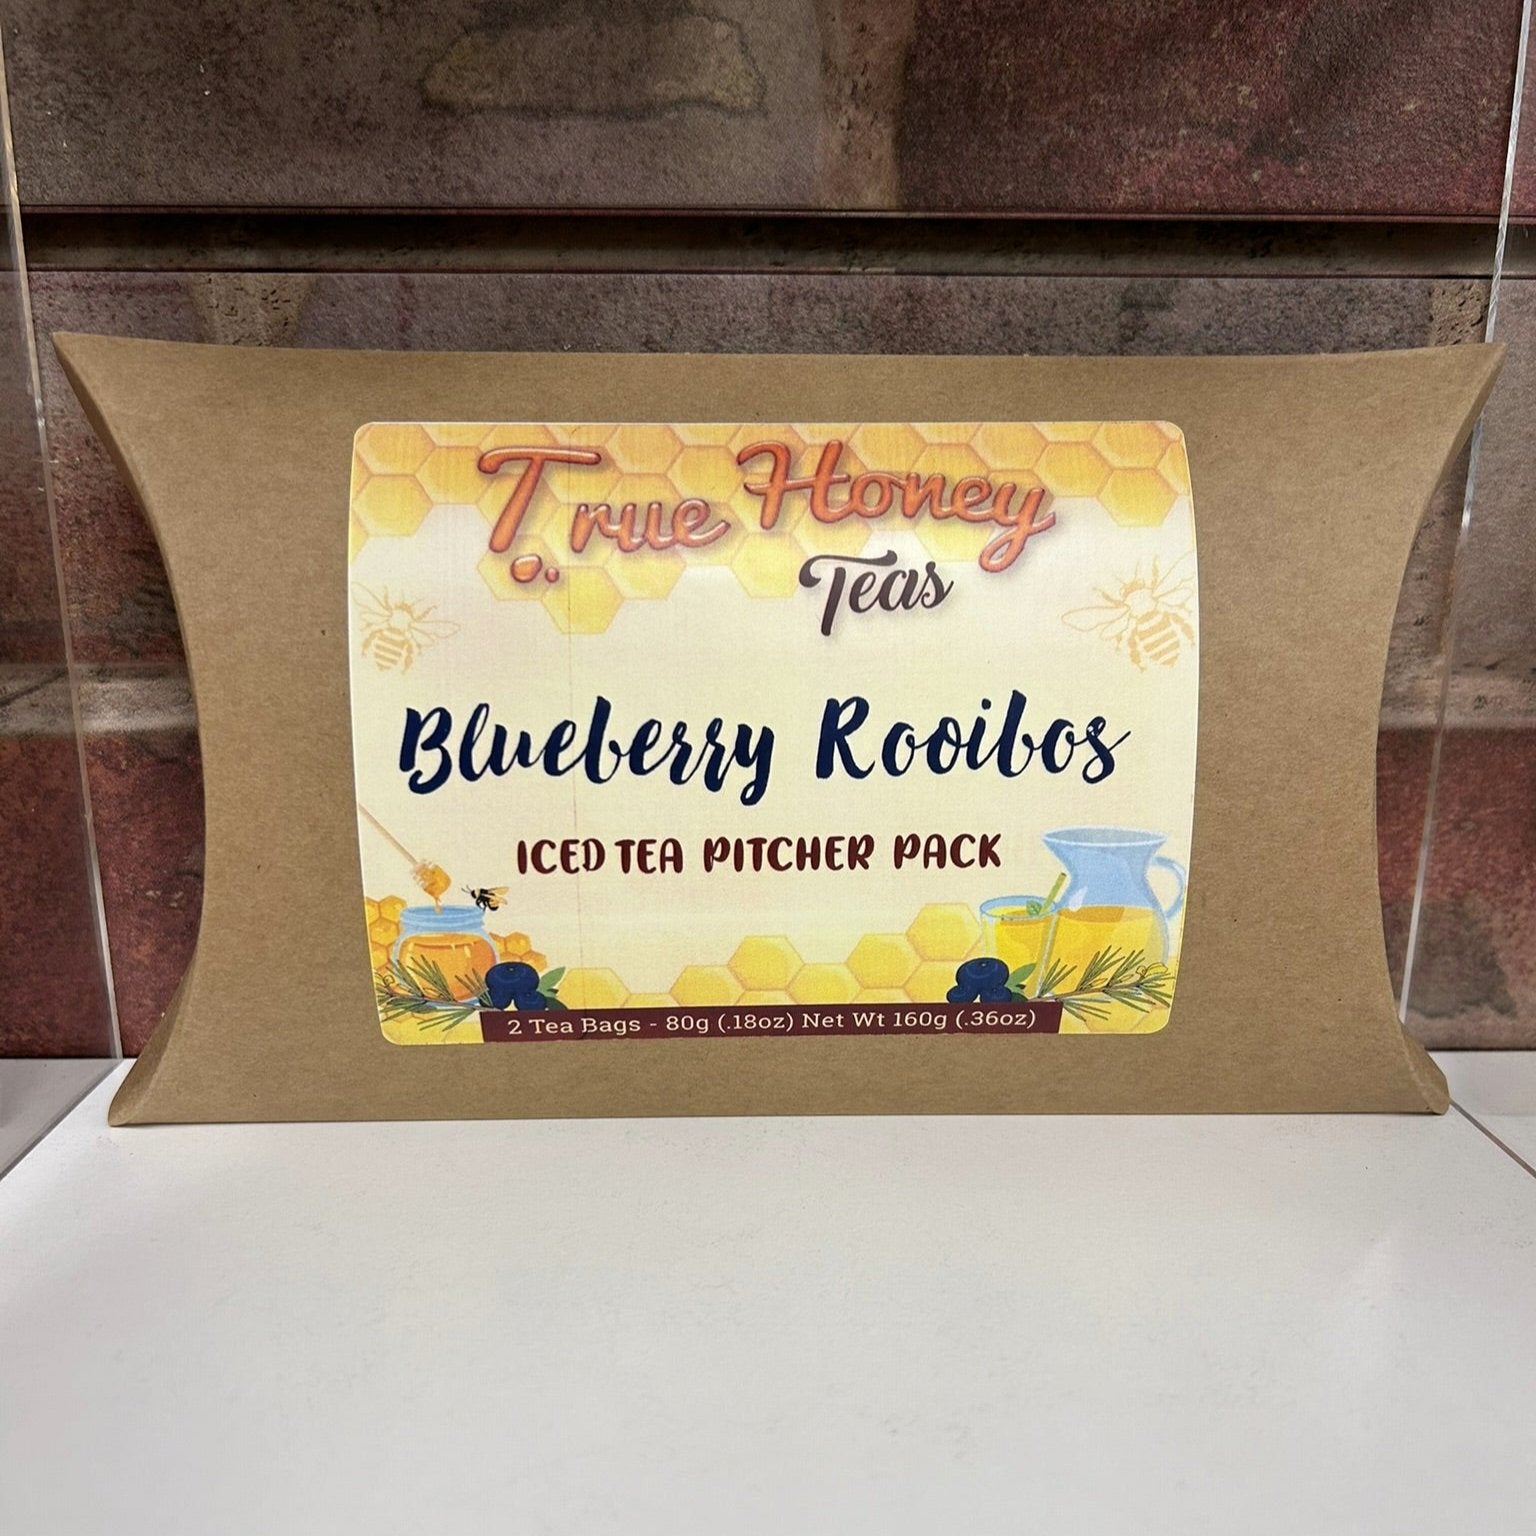 True Honey
Teas
Blueberry Rooibos
ICED TEA PITCHER PACK
2 Tea Bags - 80g (.18oz) Net Wt 160g (.36oz)